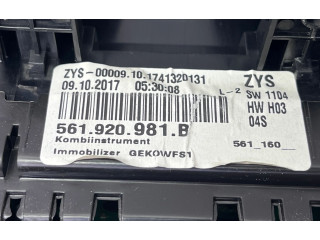 ZYS-00009.10.1741320131 ZYS
09.10.2017 05:30:08 L-2 SW 1104
HW H03
561.920.981.B 04S
Kombiinstrument 561_160__
Immobilizer GEKOWFS1